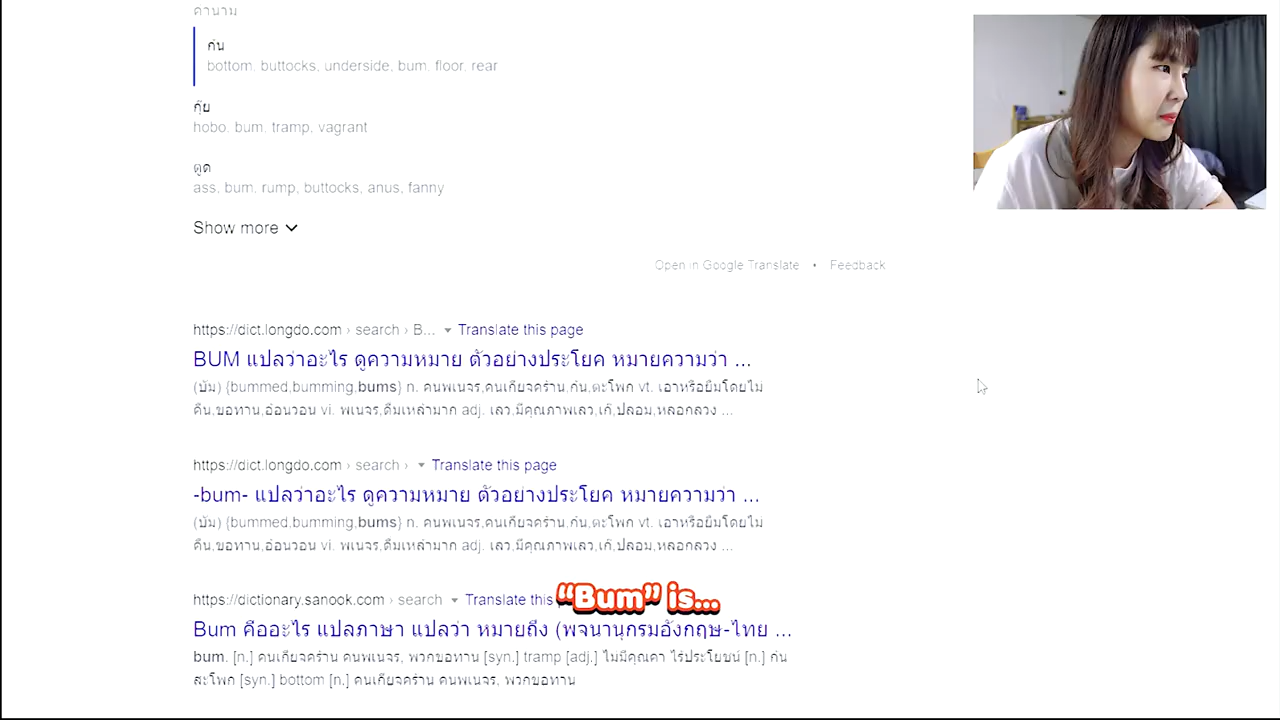 คำนาม
ก้น
bottom, buttocks, underside, bum, floor, rear
กุ๊ย
hobo, bum, tramp, vagrant
ตูด
ass, bum, rump, buttocks, anus, fanny
Show more
Open in Google Translate • Feedback
https://dict.longdo.com › search › B... Translate this page
BUM แปลว่าอะไร ดูความหมาย ตัวอย่างประโยค หมายความว่า ...
(บัม) {bummed,bumming,bums} n. คนพเนจร,คนเกียจคร้าน,ก้น,ตะโพก vt. เอาหรือยืมโดยไม่
คืน,ขอทาน,อ้อนวอน vi. พเนจร,ดื่มเหล้ามาก adj. เลว,มีคุณภาพเลว,เก๊,ปลอม,หลอกลวง ...
https://dict.longdo.com › search › Translate this page
-bum- แปลว่าอะไร ดูความหมาย ตัวอย่างประโยค หมายความว่า ...
(บัม) {bummed,bumming,bums} n. คนพเนจร,คนเกียจคร้าน,ก้น,ตะโพก vt. เอาหรือยืมโดยไม่
คืน,ขอทาน,อ้อนวอน vi. พเนจร,ดื่มเหล้ามาก adj. เลว,มีคุณภาพเลว,เก๊,ปลอม,หลอกลวง ...
https://dictionary.sanook.com › search Translate this
“Bum” is...
Bum คืออะไร แปลภาษา แปลว่า หมายถึง (พจนานุกรมอังกฤษ-ไทย ...
bum. [n.] คนเกียจคร้าน คนพเนจร, พวกขอทาน [syn.] tramp [adj.] ไม่มีคุณค่า ไร้ประโยชน์ [n.] ก้น
สะโพก [syn.] bottom [n.] คนเกียจคร้าน คนพเนจร, พวกขอทาน